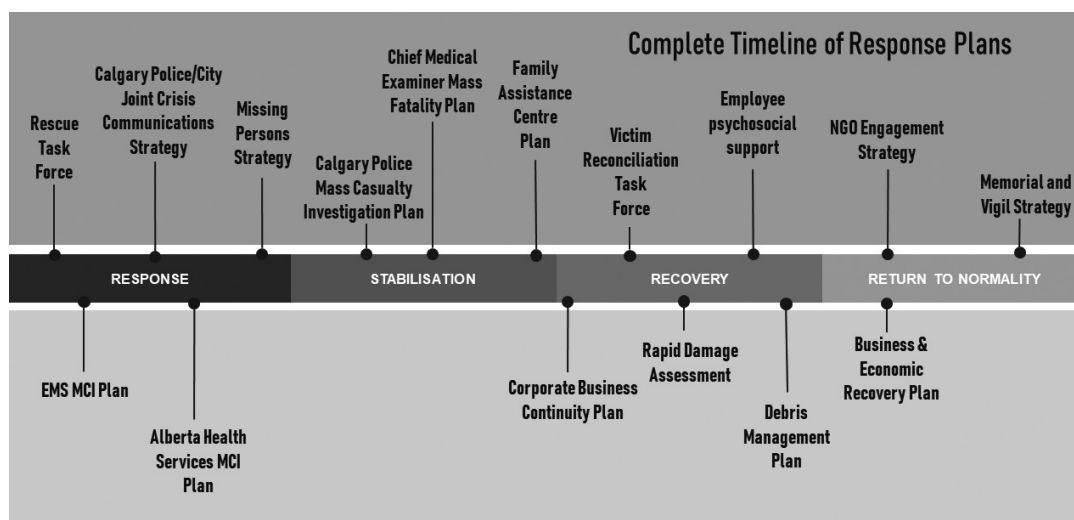 Complete Timeline of Response Plans
Rescue
Task
Force
Calgary Police/City
Joint Crisis
Communications
Strategy
Missing
Persons
Strategy
Calgary Police
Mass Casualty
Investigation Plan
Chief Medical
Examiner Mass
Fatality Plan
Family
Assistance
Centre
Plan
Victim
Reconciliation
Task
Force
Employee
psychosocial
support
NGO Engagement
Strategy
Memorial and
Vigil Strategy
RESPONSE
STABILISATION
RECOVERY
RETURN TO NORMALITY
EMS MCI Plan
Alberta Health
Services MCI
Plan
Corporate Business
Continuity Plan
Rapid Damage
Assessment
Debris
Management
Plan
Business &
Economic
Recovery Plan